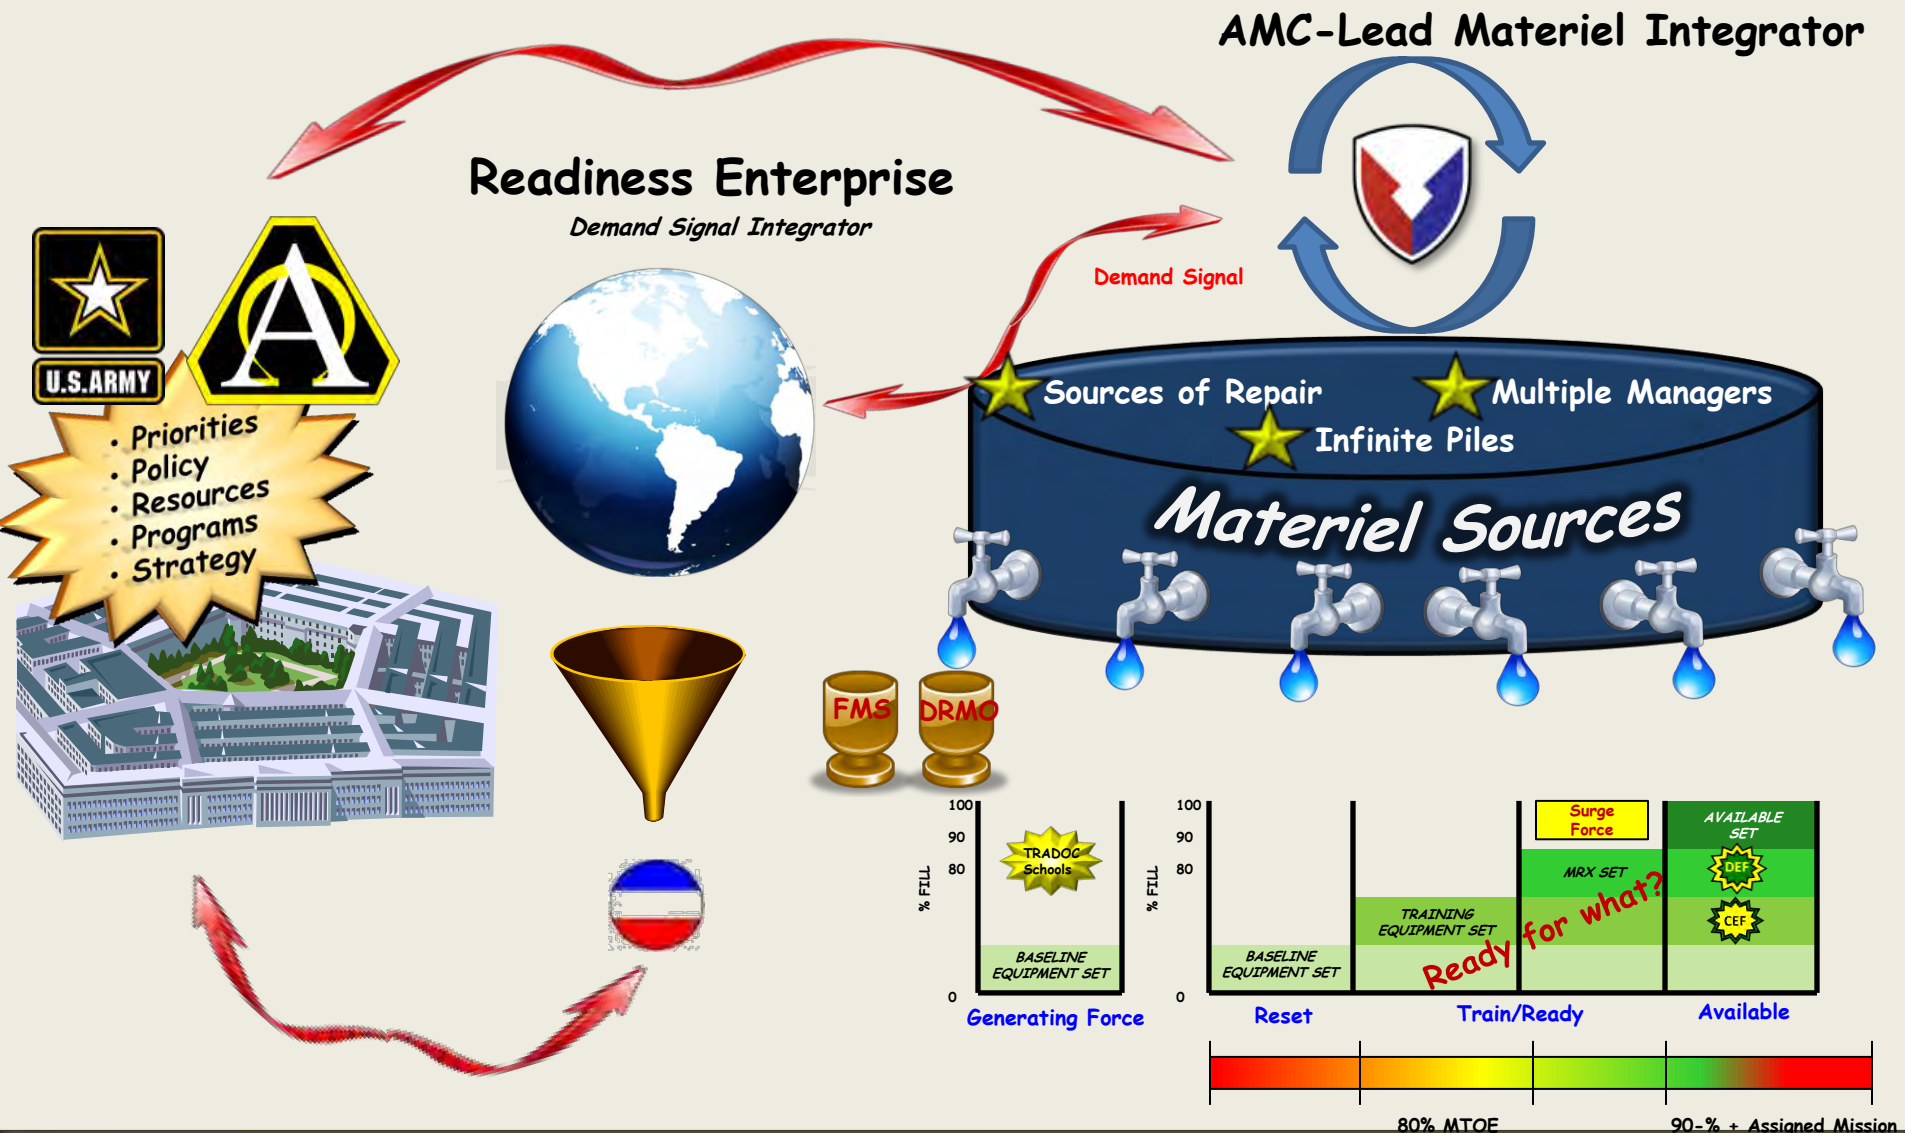 AMC-Lead Materiel Integrator
Readiness Enterprise
Demand Signal Integrator
Demand Signal
U.S.ARMY
A
• Priorities
• Policy
• Resources
• Programs
• Strategy
Sources of Repair
Multiple Managers
Infinite Piles
Materiel Sources
FMS
DRMO
100
90
80
0
% FILL
TRADOC
Schools
BASELINE
EQUIPMENT SET
Generating Force
100
90
80
0
% FILL
BASELINE
EQUIPMENT SET
TRAINING
EQUIPMENT SET
Surge
Force
MRX SET
AVAILABLE
SET
DEF
CEF
Ready for what?
Reset
Train/Ready
Available
80% MTOE
90-% + Assigned Mission